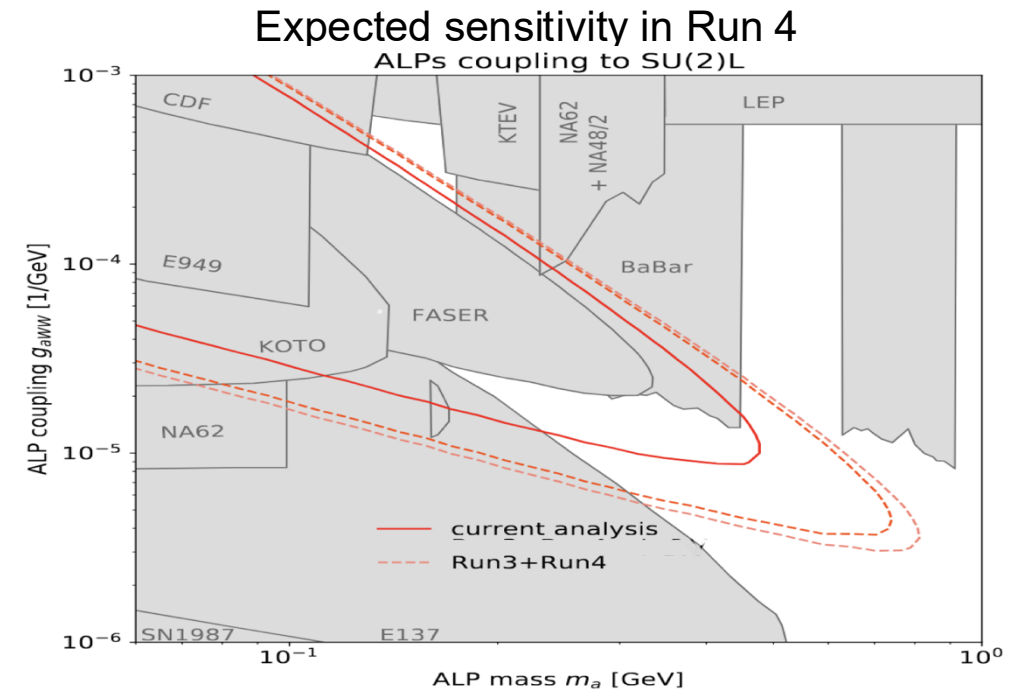 Expected sensitivity in Run 4
ALPs coupling to SU(2)L
10⁻³
10⁻⁴
10⁻⁵
10⁻⁶
ALP coupling gₐWW [1/GeV]
CDF
KTEV
NA62
+ NA48/2
LEP
E949
BaBar
FASER
KOTO
NA62
current analysis
Run3+Run4
SN1987
E137
10⁻¹
10⁰
ALP mass mₐ [GeV]